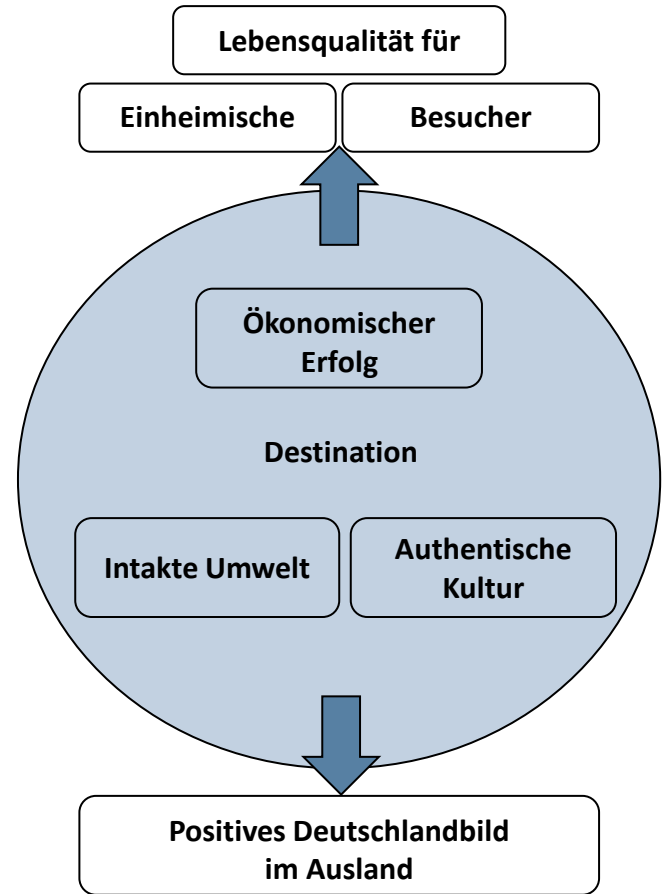 Lebensqualität für
Einheimische
Besucher
Ökonomischer
Erfolg
Destination
Intakte Umwelt
Authentische
Kultur
Positives Deutschlandbild
im Ausland